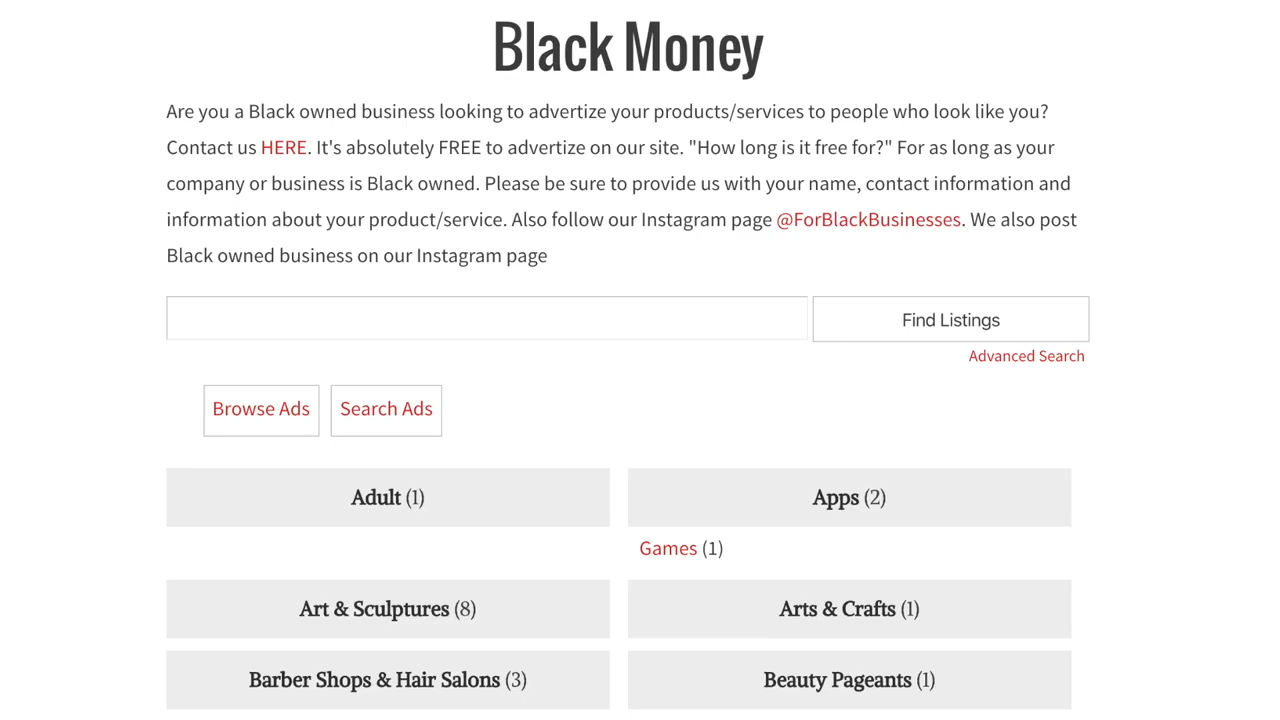 Black Money
Are you a Black owned business looking to advertize your products/services to people who look like you?
Contact us HERE. It's absolutely FREE to advertize on our site. "How long is it free for?" For as long as your
company or business is Black owned. Please be sure to provide us with your name, contact information and
information about your product/service. Also follow our Instagram page @ForBlackBusinesses. We also post
Black owned business on our Instagram page
Find Listings
Advanced Search
Browse Ads Search Ads
Adult (1) Apps (2)
Games (1)
Art & Sculptures (8) Arts & Crafts (1)
Barber Shops & Hair Salons (3) Beauty Pageants (1)